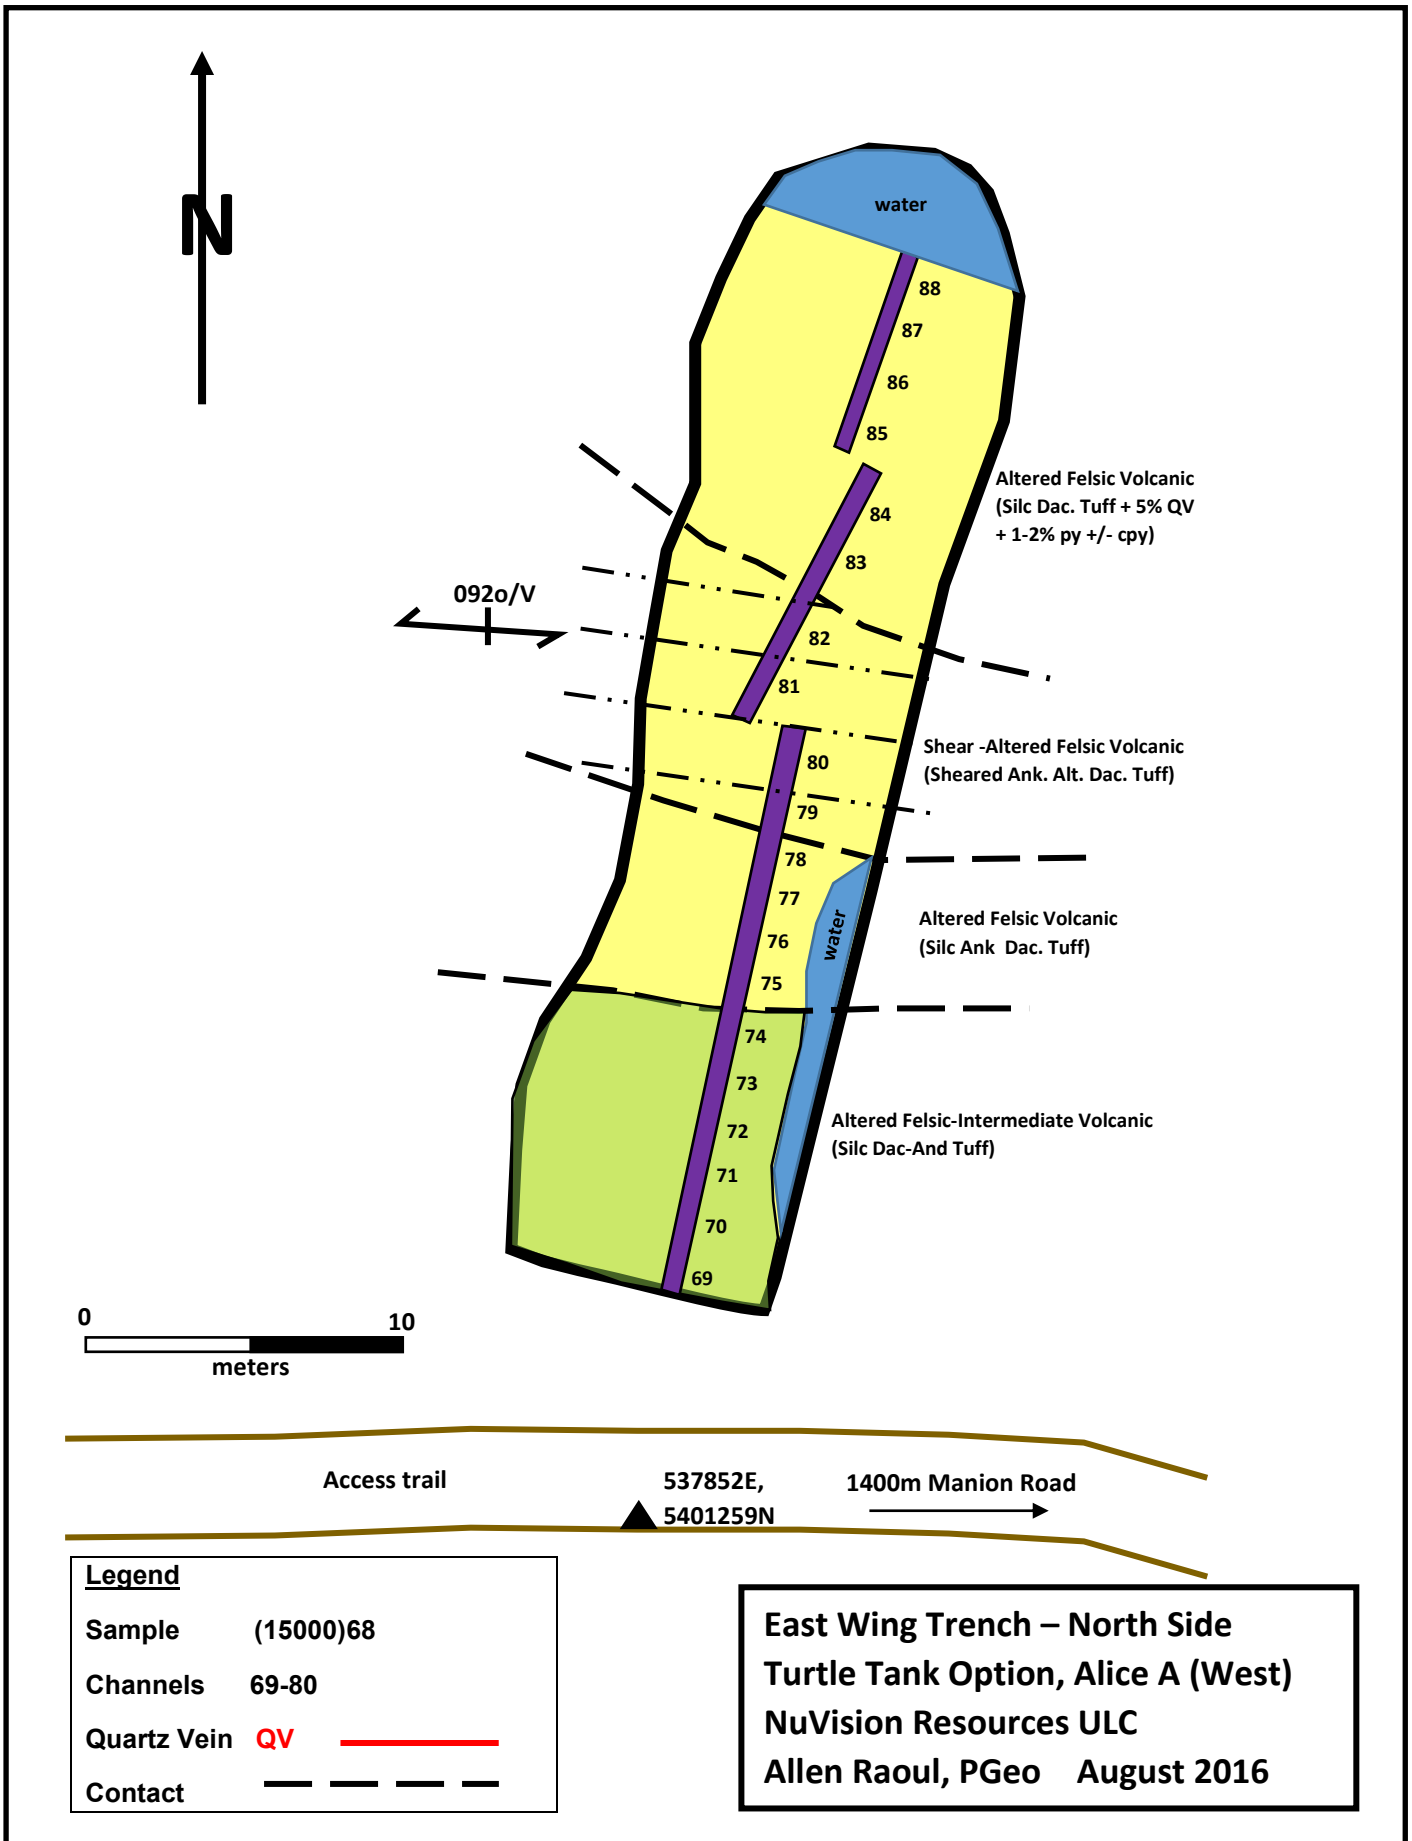 N
water
88
87
86
85
84
83
82
81
80
79
78
77
76
75
74
73
72
71
70
69
water
092o/V
Altered Felsic Volcanic
(Silc Dac. Tuff + 5% QV
+ 1-2% py +/- cpy)
Shear -Altered Felsic Volcanic
(Sheared Ank. Alt. Dac. Tuff)
Altered Felsic Volcanic
(Silc Ank Dac. Tuff)
Altered Felsic-Intermediate Volcanic
(Silc Dac-And Tuff)
0 10
meters
Access trail
537852E,
5401259N
1400m Manion Road
Legend
Sample (15000)68
Channels 69-80
Quartz Vein QV
Contact
East Wing Trench – North Side
Turtle Tank Option, Alice A (West)
NuVision Resources ULC
Allen Raoul, PGeo August 2016